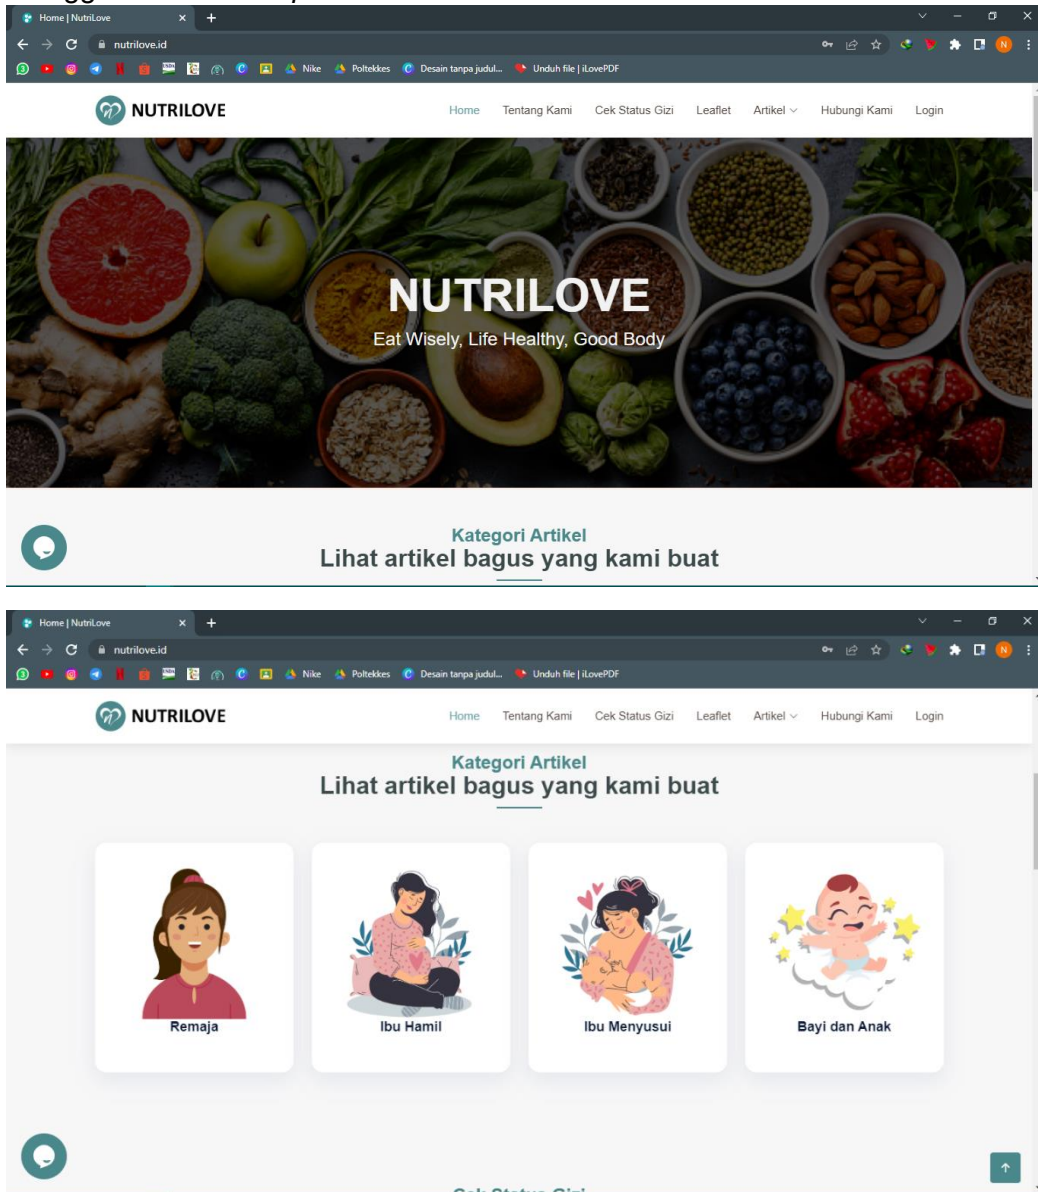 Home | NutriLove
nutrilove.id
Nike Poltekkes Desain tanpa judul... Unduh file | iLovePDF
NUTRILOVE Home Tentang Kami Cek Status Gizi Leaflet Artikel Hubungi Kami Login
NUTRILOVE
Eat Wisely, Life Healthy, Good Body
Kategori Artikel
Lihat artikel bagus yang kami buat
Home | NutriLove
nutrilove.id
Nike Poltekkes Desain tanpa judul... Unduh file | iLovePDF
NUTRILOVE Home Tentang Kami Cek Status Gizi Leaflet Artikel Hubungi Kami Login
Kategori Artikel
Lihat artikel bagus yang kami buat
Remaja Ibu Hamil Ibu Menyusui Bayi dan Anak
Cek Status Gizi